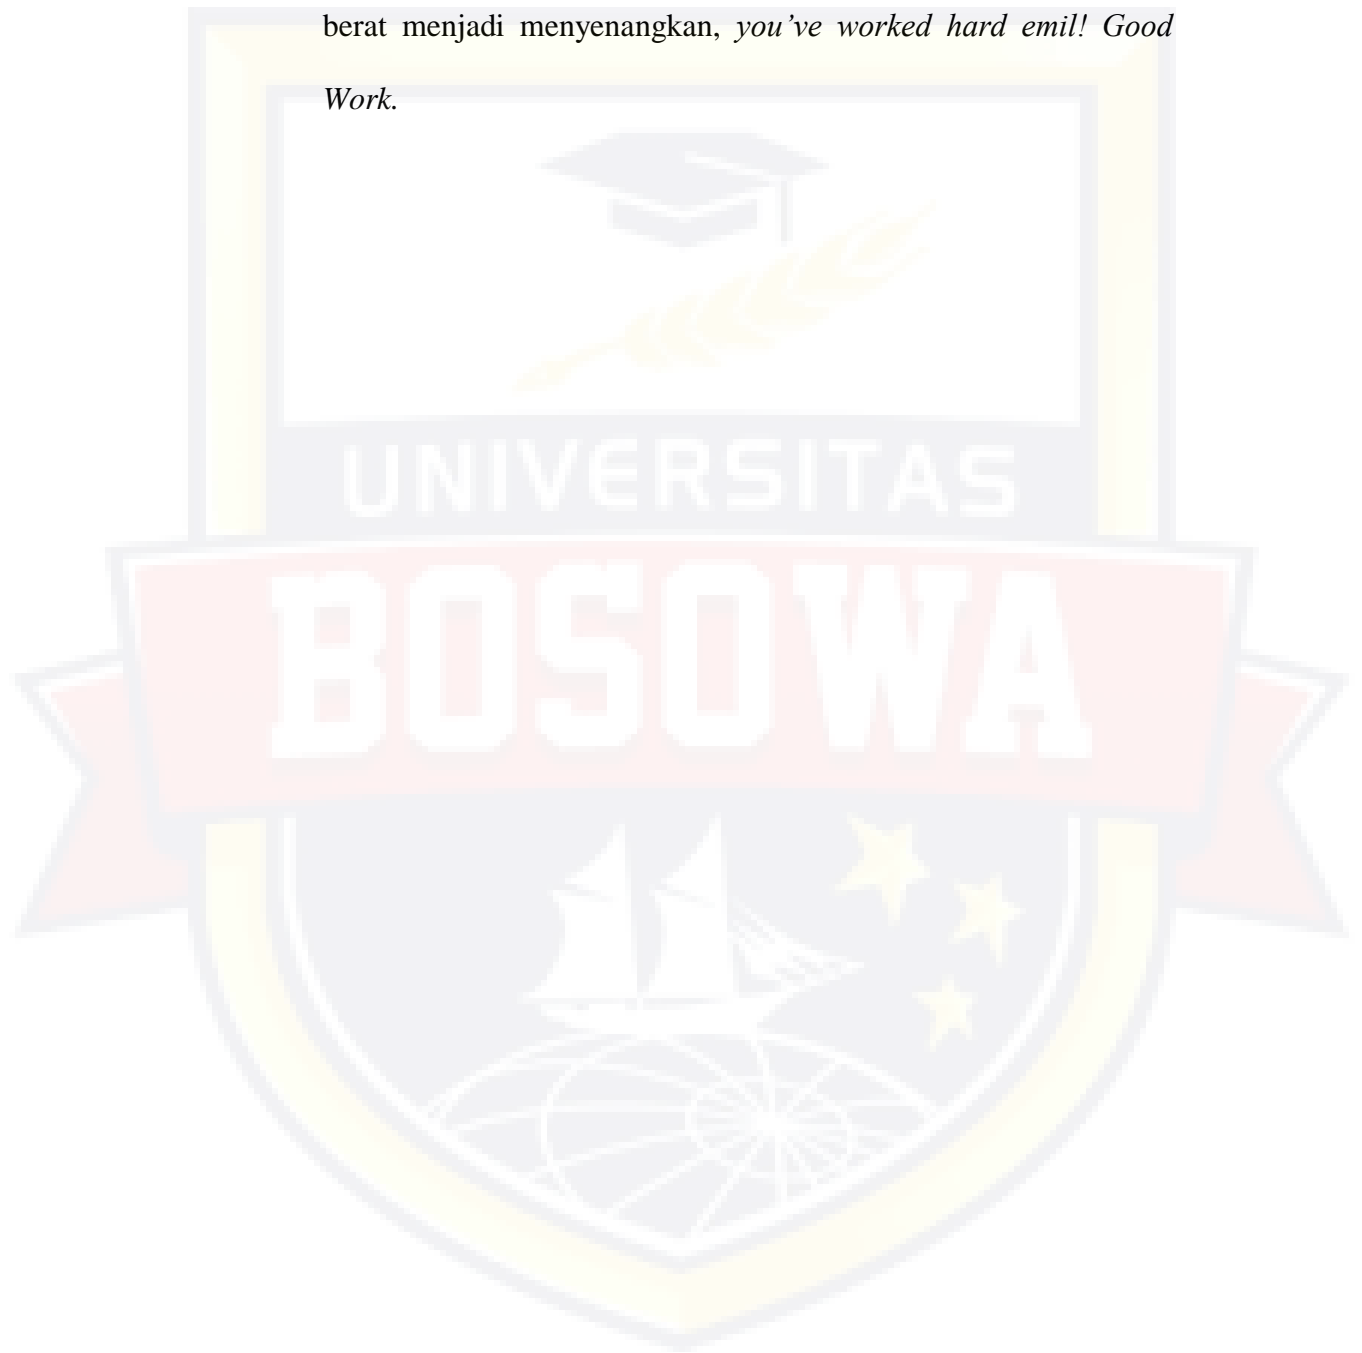 berat menjadi menyenangkan, you’ve worked hard emil! Good
Work.
UNIVERSITAS
BOSOWA